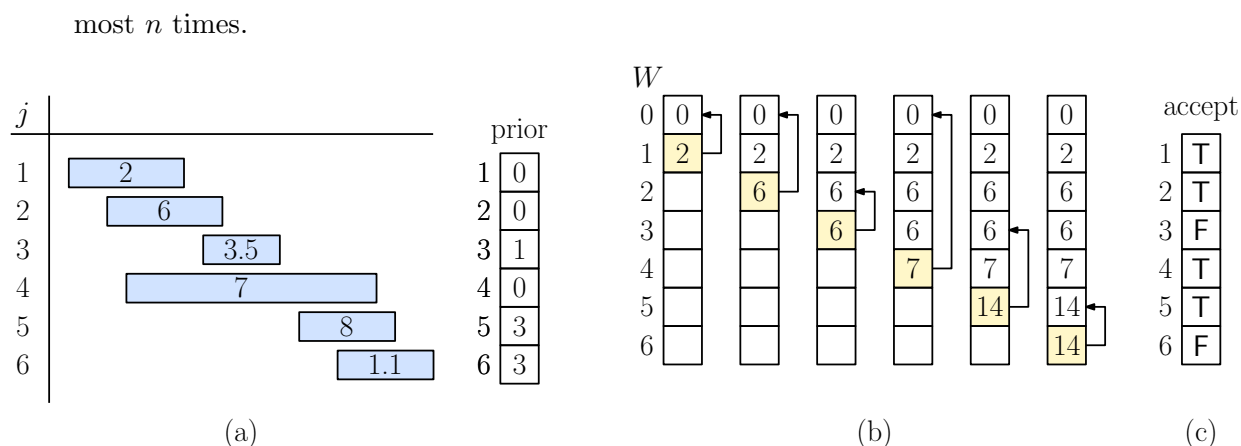 most n times.
j
prior
1 2 1 0
2 6 2 0
3 3.5 3 1
4 7 4 0
5 8 5 3
6 1.1 6 3
(a)
W
0 0 0 0 0 0 0
1 2 2 2 2 2 2
2 6 6 6 6 6
3 6 6 6 6
4 7 7 7
5 14 14
6 14
(b)
accept
1 T
2 T
3 F
4 T
5 T
6 F
(c)